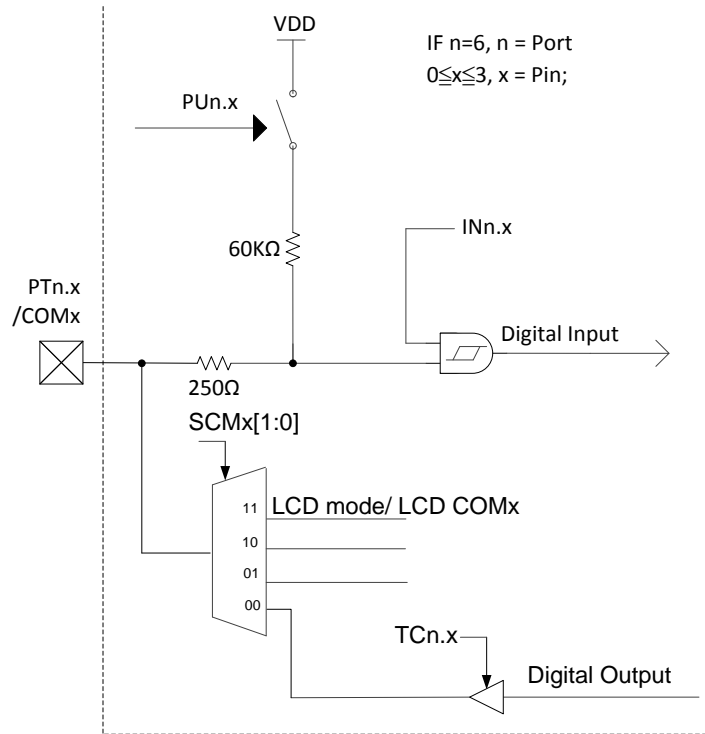 VDD
IF n=6, n = Port
0≦x≦3, x = Pin;
PUn.x
INn.x
60KΩ
PTn.x
/COMx
Digital Input
250Ω
SCMx[1:0]
11
LCD mode/ LCD COMx
10
01
00
TCn.x
Digital Output